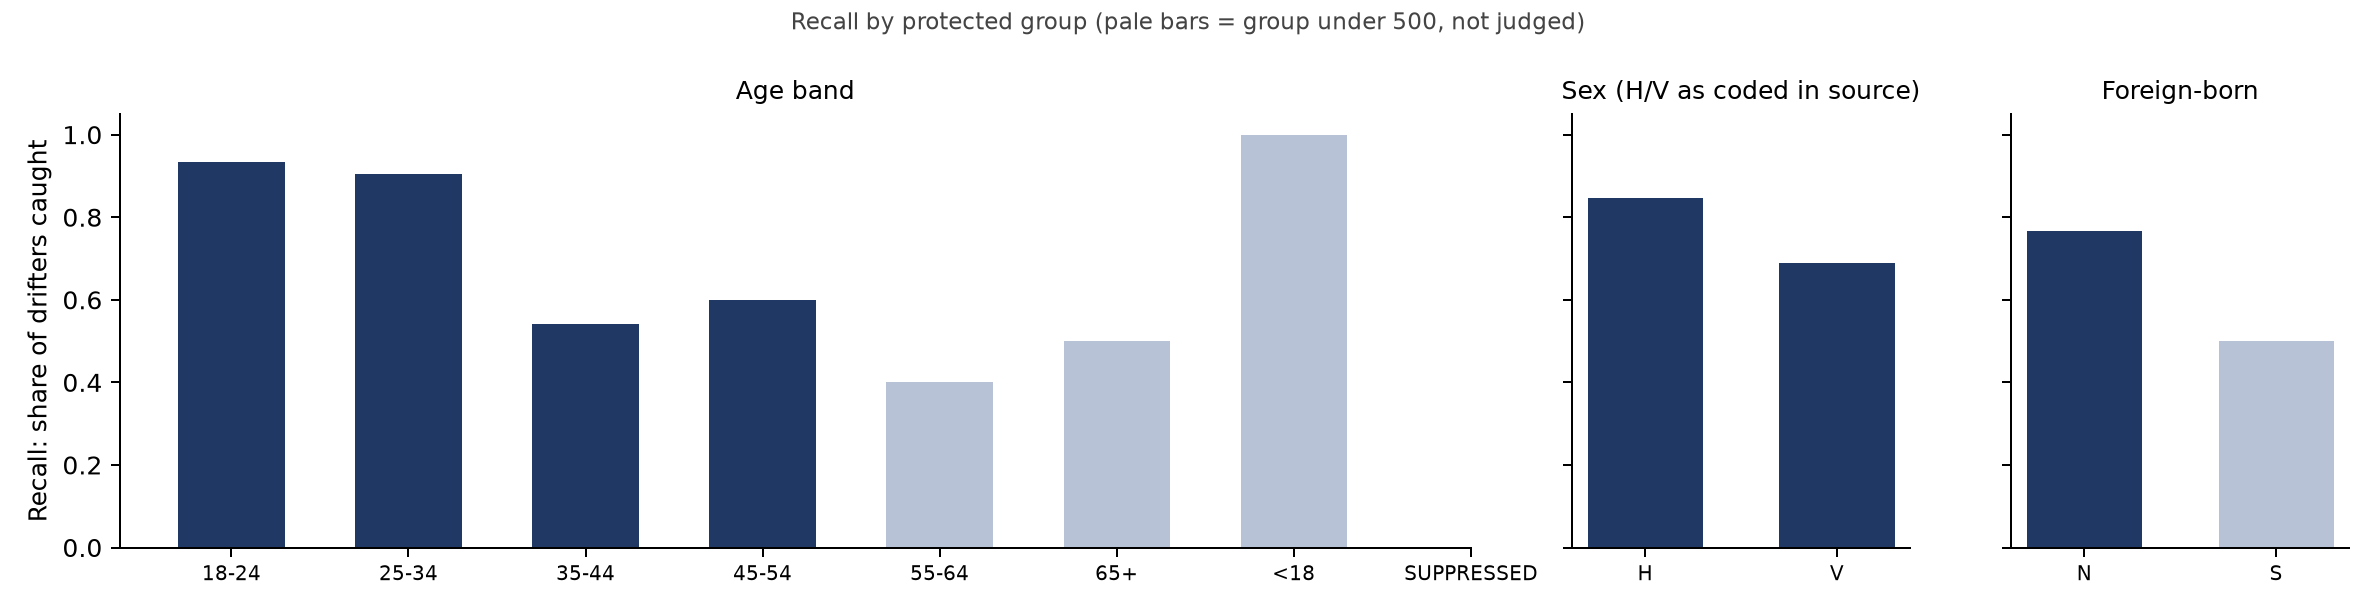 Recall by protected group (pale bars = group under 500, not judged)
Age band
Sex (H/V as coded in source)
Foreign-born
Recall: share of drifters caught
1.0
0.8
0.6
0.4
0.2
0.0
18-24 25-34 35-44 45-54 55-64 65+ <18 SUPPRESSED
H V
N S